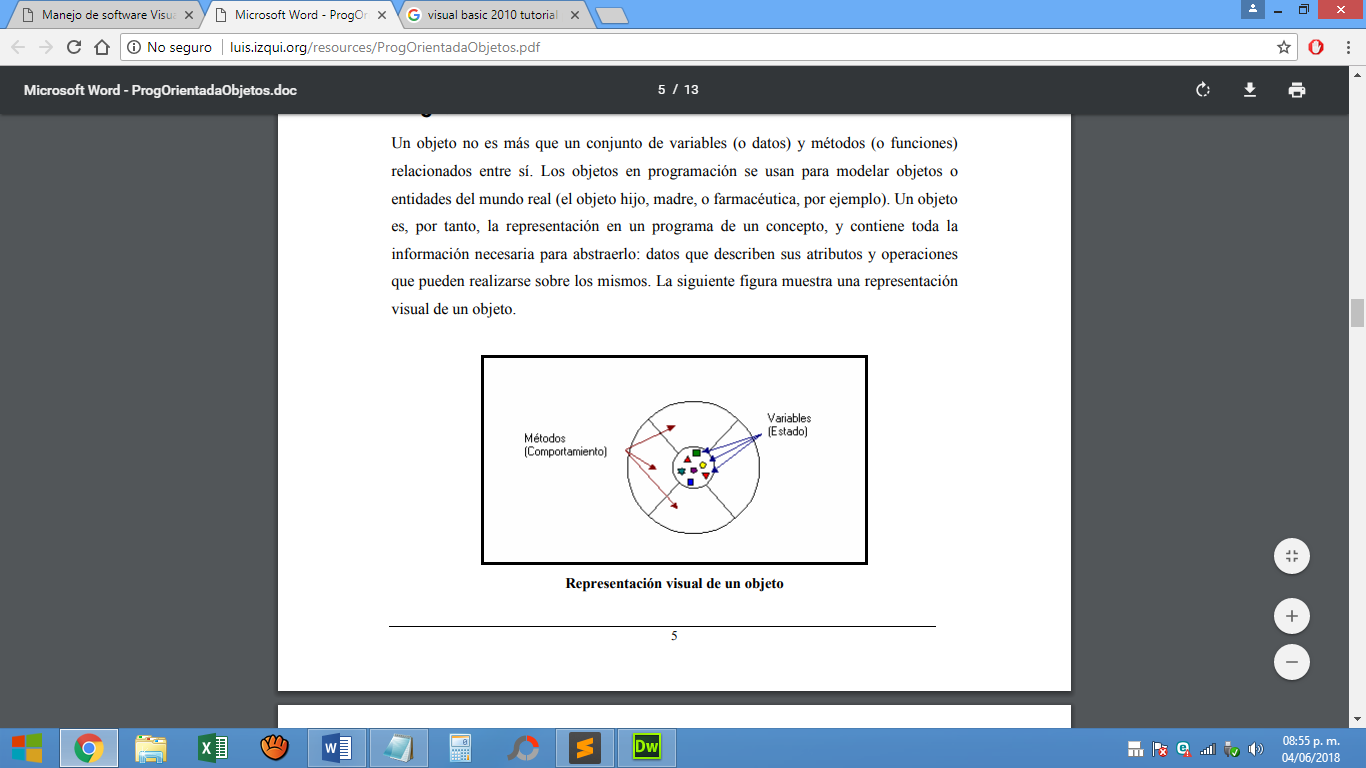 Manejo de software Visu
Microsoft Word - ProgO
visual basic 2010 tutorial
No seguro
luis.izqui.org/resources/ProgOrientadaObjetos.pdf
Microsoft Word - ProgOrientadaObjetos.doc
5 / 13
Un objeto no es más que un conjunto de variables (o datos) y métodos (o funciones)
relacionados entre sí. Los objetos en programación se usan para modelar objetos o
entidades del mundo real (el objeto hijo, madre, o farmacéutica, por ejemplo). Un objeto
es, por tanto, la representación en un programa de un concepto, y contiene toda la
información necesaria para abstraerlo: datos que describen sus atributos y operaciones
que pueden realizarse sobre los mismos. La siguiente figura muestra una representación
visual de un objeto.
Métodos
(Comportamiento)
Variables
(Estado)
Representación visual de un objeto
5
Dw
08:55 p. m.
04/06/2018